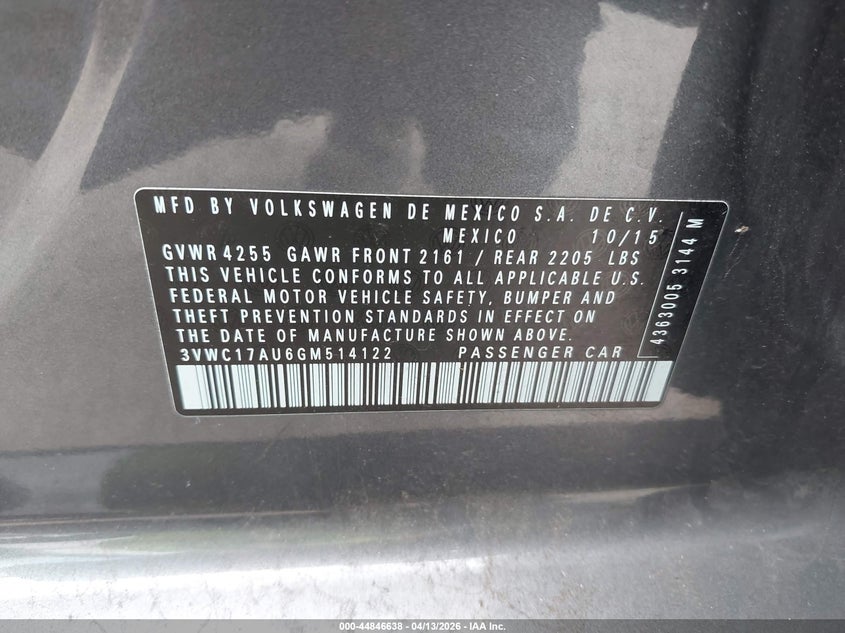 MFD BY VOLKSWAGEN DE MEXICO S.A. DE C.V.
MEXICO 10/15
GVWR 4255 GAWR FRONT 2161 / REAR 2205 LBS
THIS VEHICLE CONFORMS TO ALL APPLICABLE U.S.
FEDERAL MOTOR VEHICLE SAFETY, BUMPER AND
THEFT PREVENTION STANDARDS IN EFFECT ON
THE DATE OF MANUFACTURE SHOWN ABOVE.
3VWC17AU6GM514122 PASSENGER CAR
4363005 3144 M
000-44846638 - 04/13/2026 - IAA Inc.